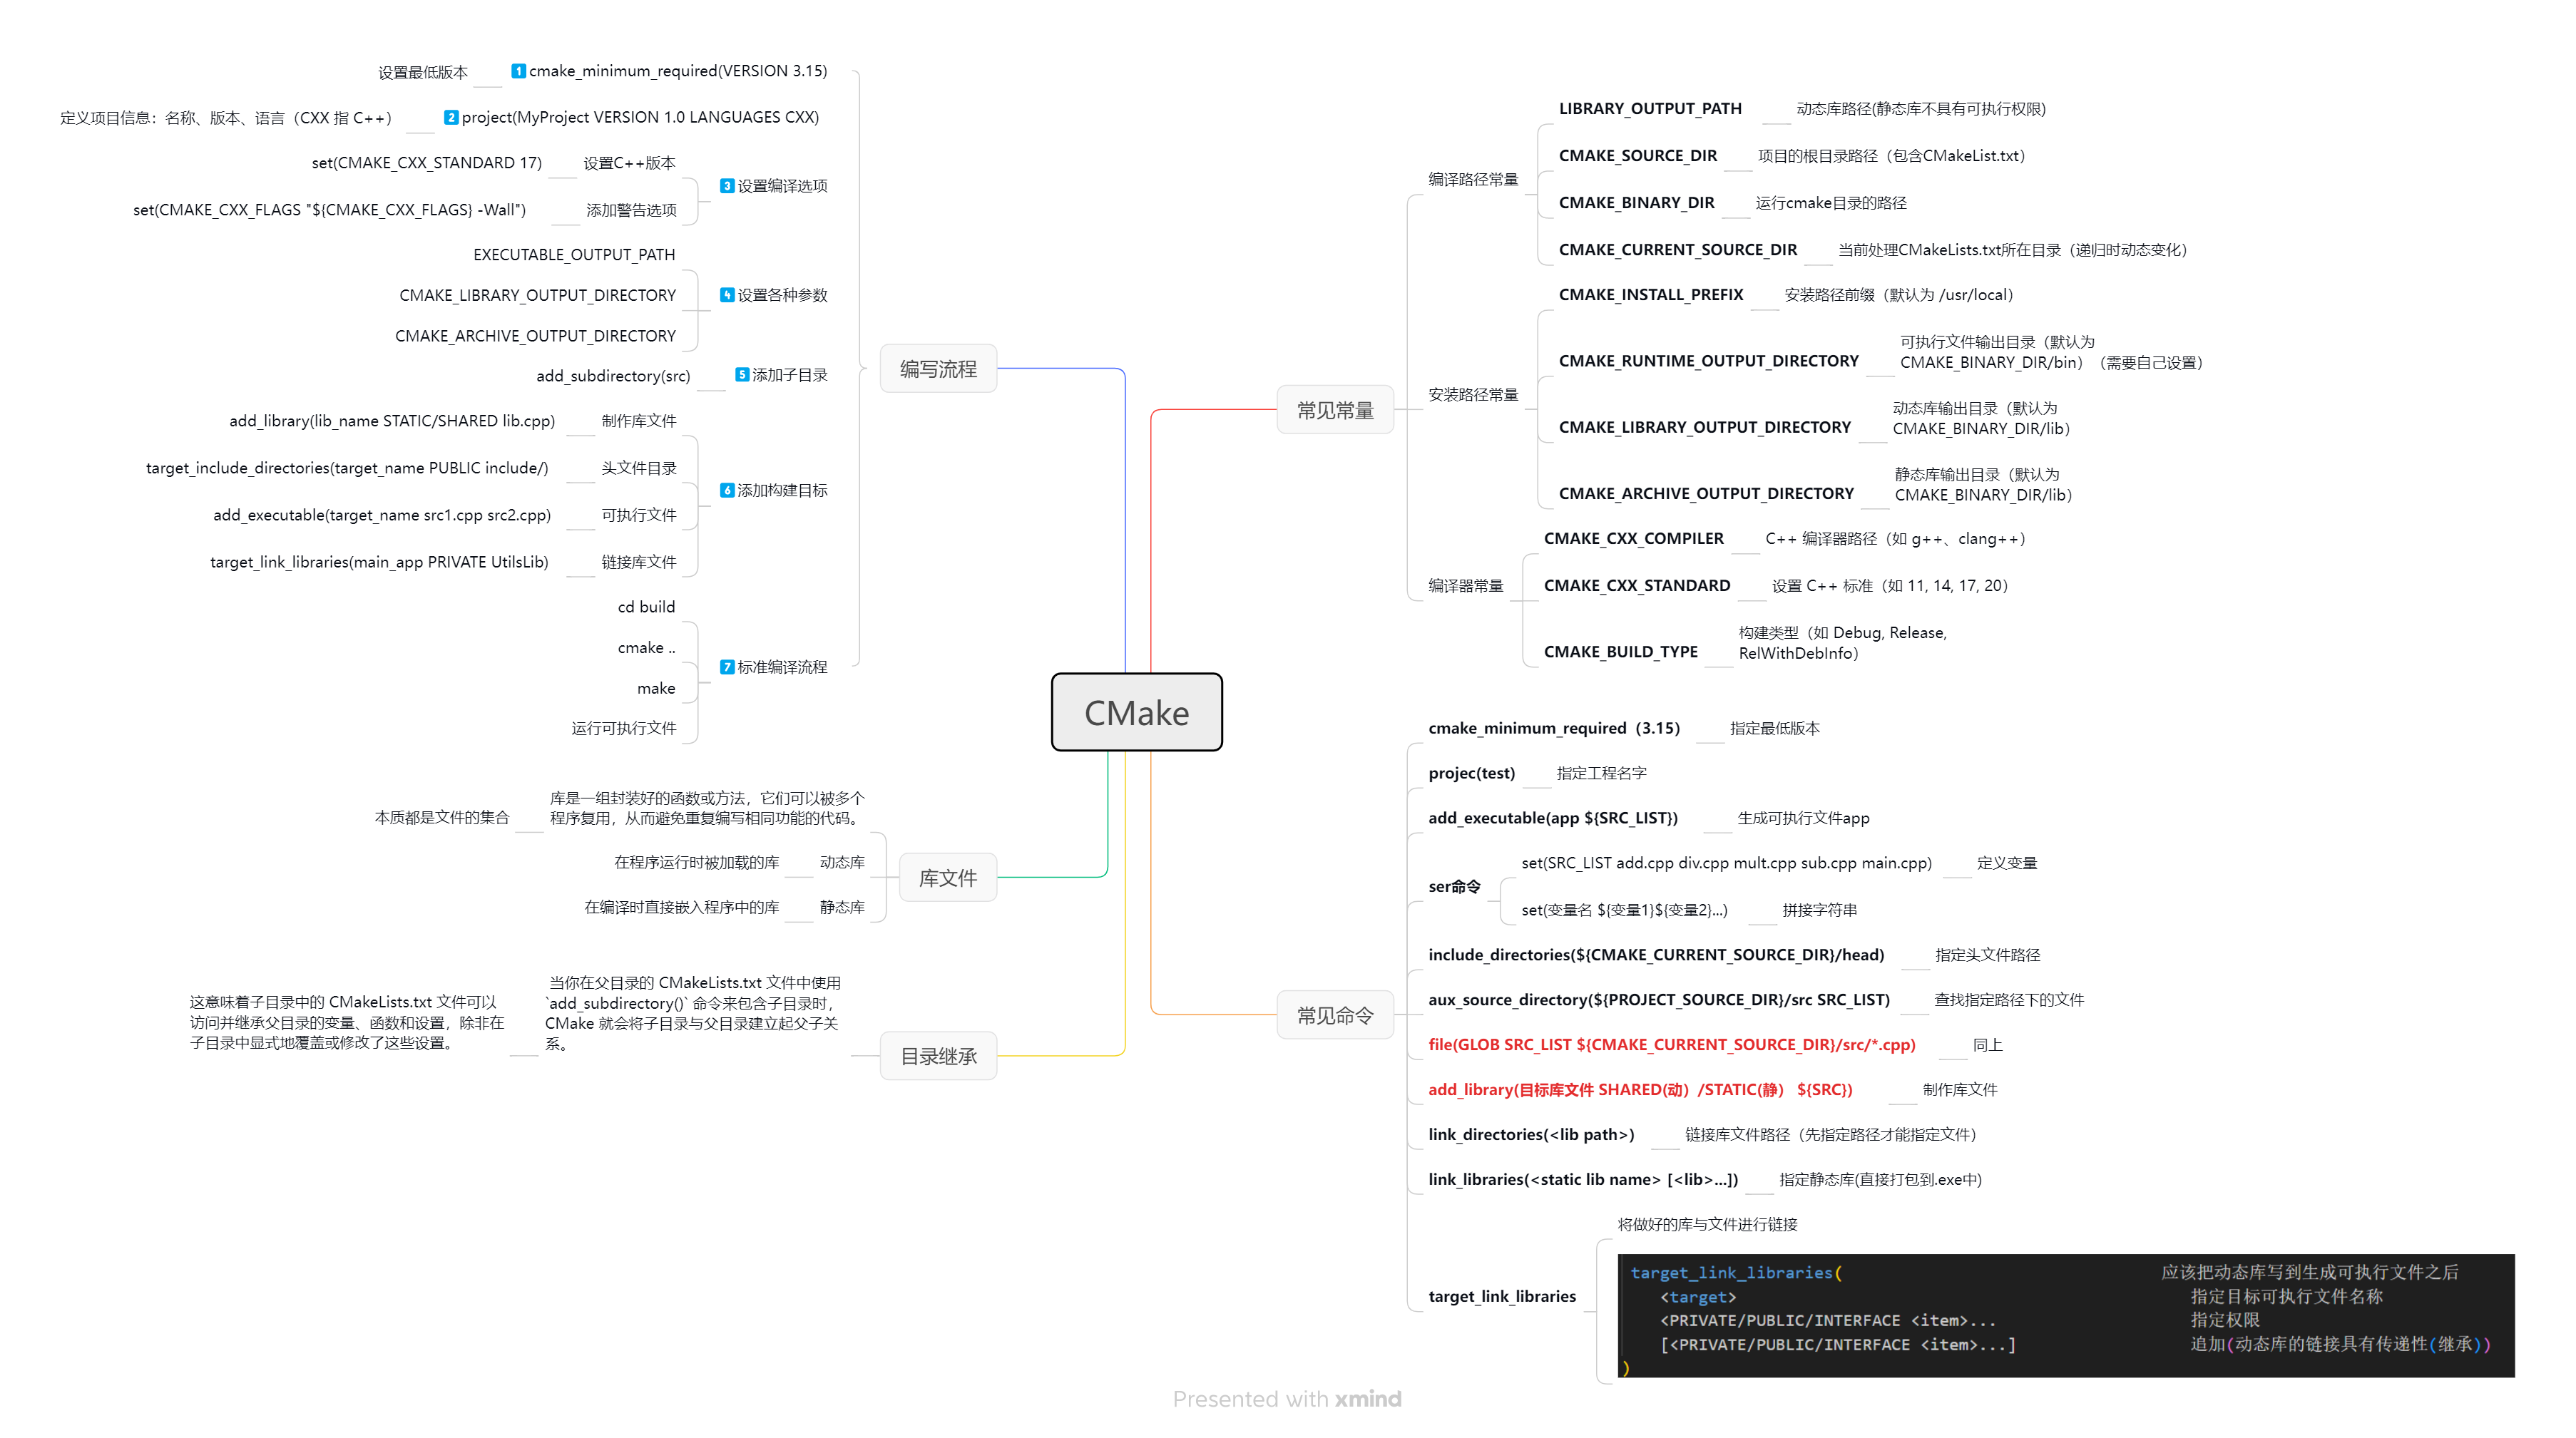 CMake
编写流程
1 cmake_minimum_required(VERSION 3.15)
设置最低版本
2 project(MyProject VERSION 1.0 LANGUAGES CXX)
定义项目信息：名称、版本、语言（CXX 指 C++）
3 设置编译选项
设置C++版本
set(CMAKE_CXX_STANDARD 17)
添加警告选项
set(CMAKE_CXX_FLAGS "${CMAKE_CXX_FLAGS} -Wall")
4 设置各种参数
EXECUTABLE_OUTPUT_PATH
CMAKE_LIBRARY_OUTPUT_DIRECTORY
CMAKE_ARCHIVE_OUTPUT_DIRECTORY
5 添加子目录
add_subdirectory(src)
6 添加构建目标
制作库文件
add_library(lib_name STATIC/SHARED lib.cpp)
头文件目录
target_include_directories(target_name PUBLIC include/)
可执行文件
add_executable(target_name src1.cpp src2.cpp)
链接库文件
target_link_libraries(main_app PRIVATE UtilsLib)
7 标准编译流程
cd build
cmake ..
make
运行可执行文件
库文件
库是一组封装好的函数或方法，它们可以被多个
程序复用，从而避免重复编写相同功能的代码。
本质都是文件的集合
动态库
在程序运行时被加载的库
静态库
在编译时直接嵌入程序中的库
目录继承
当你在父目录的 CMakeLists.txt 文件中使用
`add_subdirectory()` 命令来包含子目录时，
CMake 就会将子目录与父目录建立起父子关
系。
这意味着子目录中的 CMakeLists.txt 文件可以
访问并继承父目录的变量、函数和设置，除非在
子目录中显式地覆盖或修改了这些设置。
常见常量
编译路径常量
LIBRARY_OUTPUT_PATH
动态库路径(静态库不具有可执行权限)
CMAKE_SOURCE_DIR
项目的根目录路径（包含CMakeList.txt）
CMAKE_BINARY_DIR
运行cmake目录的路径
CMAKE_CURRENT_SOURCE_DIR
当前处理CMakeLists.txt所在目录（递归时动态变化）
安装路径常量
CMAKE_INSTALL_PREFIX
安装路径前缀（默认为 /usr/local）
CMAKE_RUNTIME_OUTPUT_DIRECTORY
可执行文件输出目录（默认为
CMAKE_BINARY_DIR/bin）（需要自己设置）
CMAKE_LIBRARY_OUTPUT_DIRECTORY
动态库输出目录（默认为
CMAKE_BINARY_DIR/lib）
CMAKE_ARCHIVE_OUTPUT_DIRECTORY
静态库输出目录（默认为
CMAKE_BINARY_DIR/lib）
编译器常量
CMAKE_CXX_COMPILER
C++ 编译器路径（如 g++、clang++）
CMAKE_CXX_STANDARD
设置 C++ 标准（如 11, 14, 17, 20）
CMAKE_BUILD_TYPE
构建类型（如 Debug, Release,
RelWithDebInfo）
常见命令
cmake_minimum_required（3.15）
指定最低版本
projec(test)
指定工程名字
add_executable(app ${SRC_LIST})
生成可执行文件app
ser命令
set(SRC_LIST add.cpp div.cpp mult.cpp sub.cpp main.cpp)
定义变量
set(变量名 ${变量1}${变量2}...)
拼接字符串
include_directories(${CMAKE_CURRENT_SOURCE_DIR}/head)
指定头文件路径
aux_source_directory(${PROJECT_SOURCE_DIR}/src SRC_LIST)
查找指定路径下的文件
file(GLOB SRC_LIST ${CMAKE_CURRENT_SOURCE_DIR}/src/*.cpp)
同上
add_library(目标库文件 SHARED(动）/STATIC(静） ${SRC})
制作库文件
link_directories(<lib path>)
链接库文件路径（先指定路径才能指定文件）
link_libraries(<static lib name> [<lib>...])
指定静态库(直接打包到.exe中)
target_link_libraries
将做好的库与文件进行链接
target_link_libraries( 应该把动态库写到生成可执行文件之后
<target> 指定目标可执行文件名称
<PRIVATE/PUBLIC/INTERFACE <item>... 指定权限
[<PRIVATE/PUBLIC/INTERFACE <item>...] 追加(动态库的链接具有传递性(继承))
)
Presented with xmind